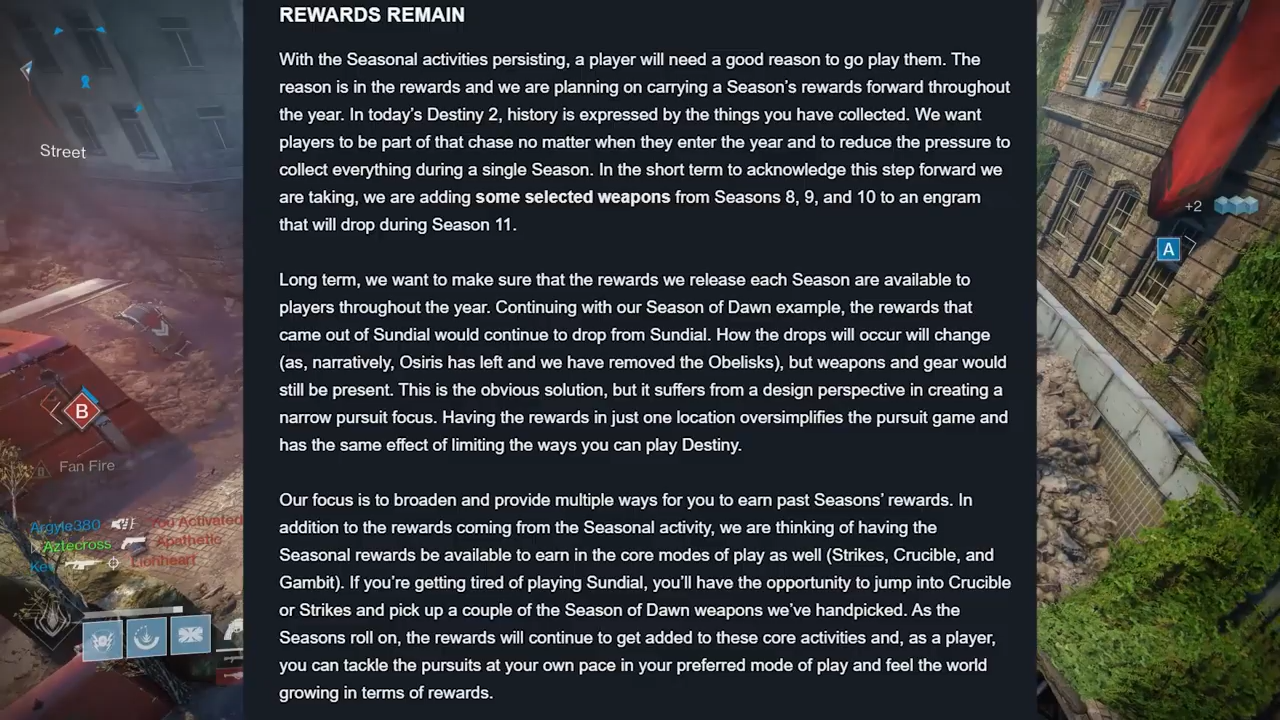 REWARDS REMAIN
With the Seasonal activities persisting, a player will need a good reason to go play them. The
reason is in the rewards and we are planning on carrying a Season's rewards forward throughout
the year. In today's Destiny 2, history is expressed by the things you have collected. We want
players to be part of that chase no matter when they enter the year and to reduce the pressure to
collect everything during a single Season. In the short term to acknowledge this step forward we
are taking, we are adding some selected weapons from Seasons 8, 9, and 10 to an engram
that will drop during Season 11.
Long term, we want to make sure that the rewards we release each Season are available to
players throughout the year. Continuing with our Season of Dawn example, the rewards that
came out of Sundial would continue to drop from Sundial. How the drops will occur will change
(as, narratively, Osiris has left and we have removed the Obelisks), but weapons and gear would
still be present. This is the obvious solution, but it suffers from a design perspective in creating a
narrow pursuit focus. Having the rewards in just one location oversimplifies the pursuit game and
has the same effect of limiting the ways you can play Destiny.
Our focus is to broaden and provide multiple ways for you to earn past Seasons' rewards. In
addition to the rewards coming from the Seasonal activity, we are thinking of having the
Seasonal rewards be available to earn in the core modes of play as well (Strikes, Crucible, and
Gambit). If you're getting tired of playing Sundial, you'll have the opportunity to jump into Crucible
or Strikes and pick up a couple of the Season of Dawn weapons we've handpicked. As the
Seasons roll on, the rewards will continue to get added to these core activities and, as a player,
you can tackle the pursuits at your own pace in your preferred mode of play and feel the world
growing in terms of rewards.
Street
B
Fan Fire
Argyle380 You Activated
Aztecross Apathetic
Kev Lionheart
+2
A